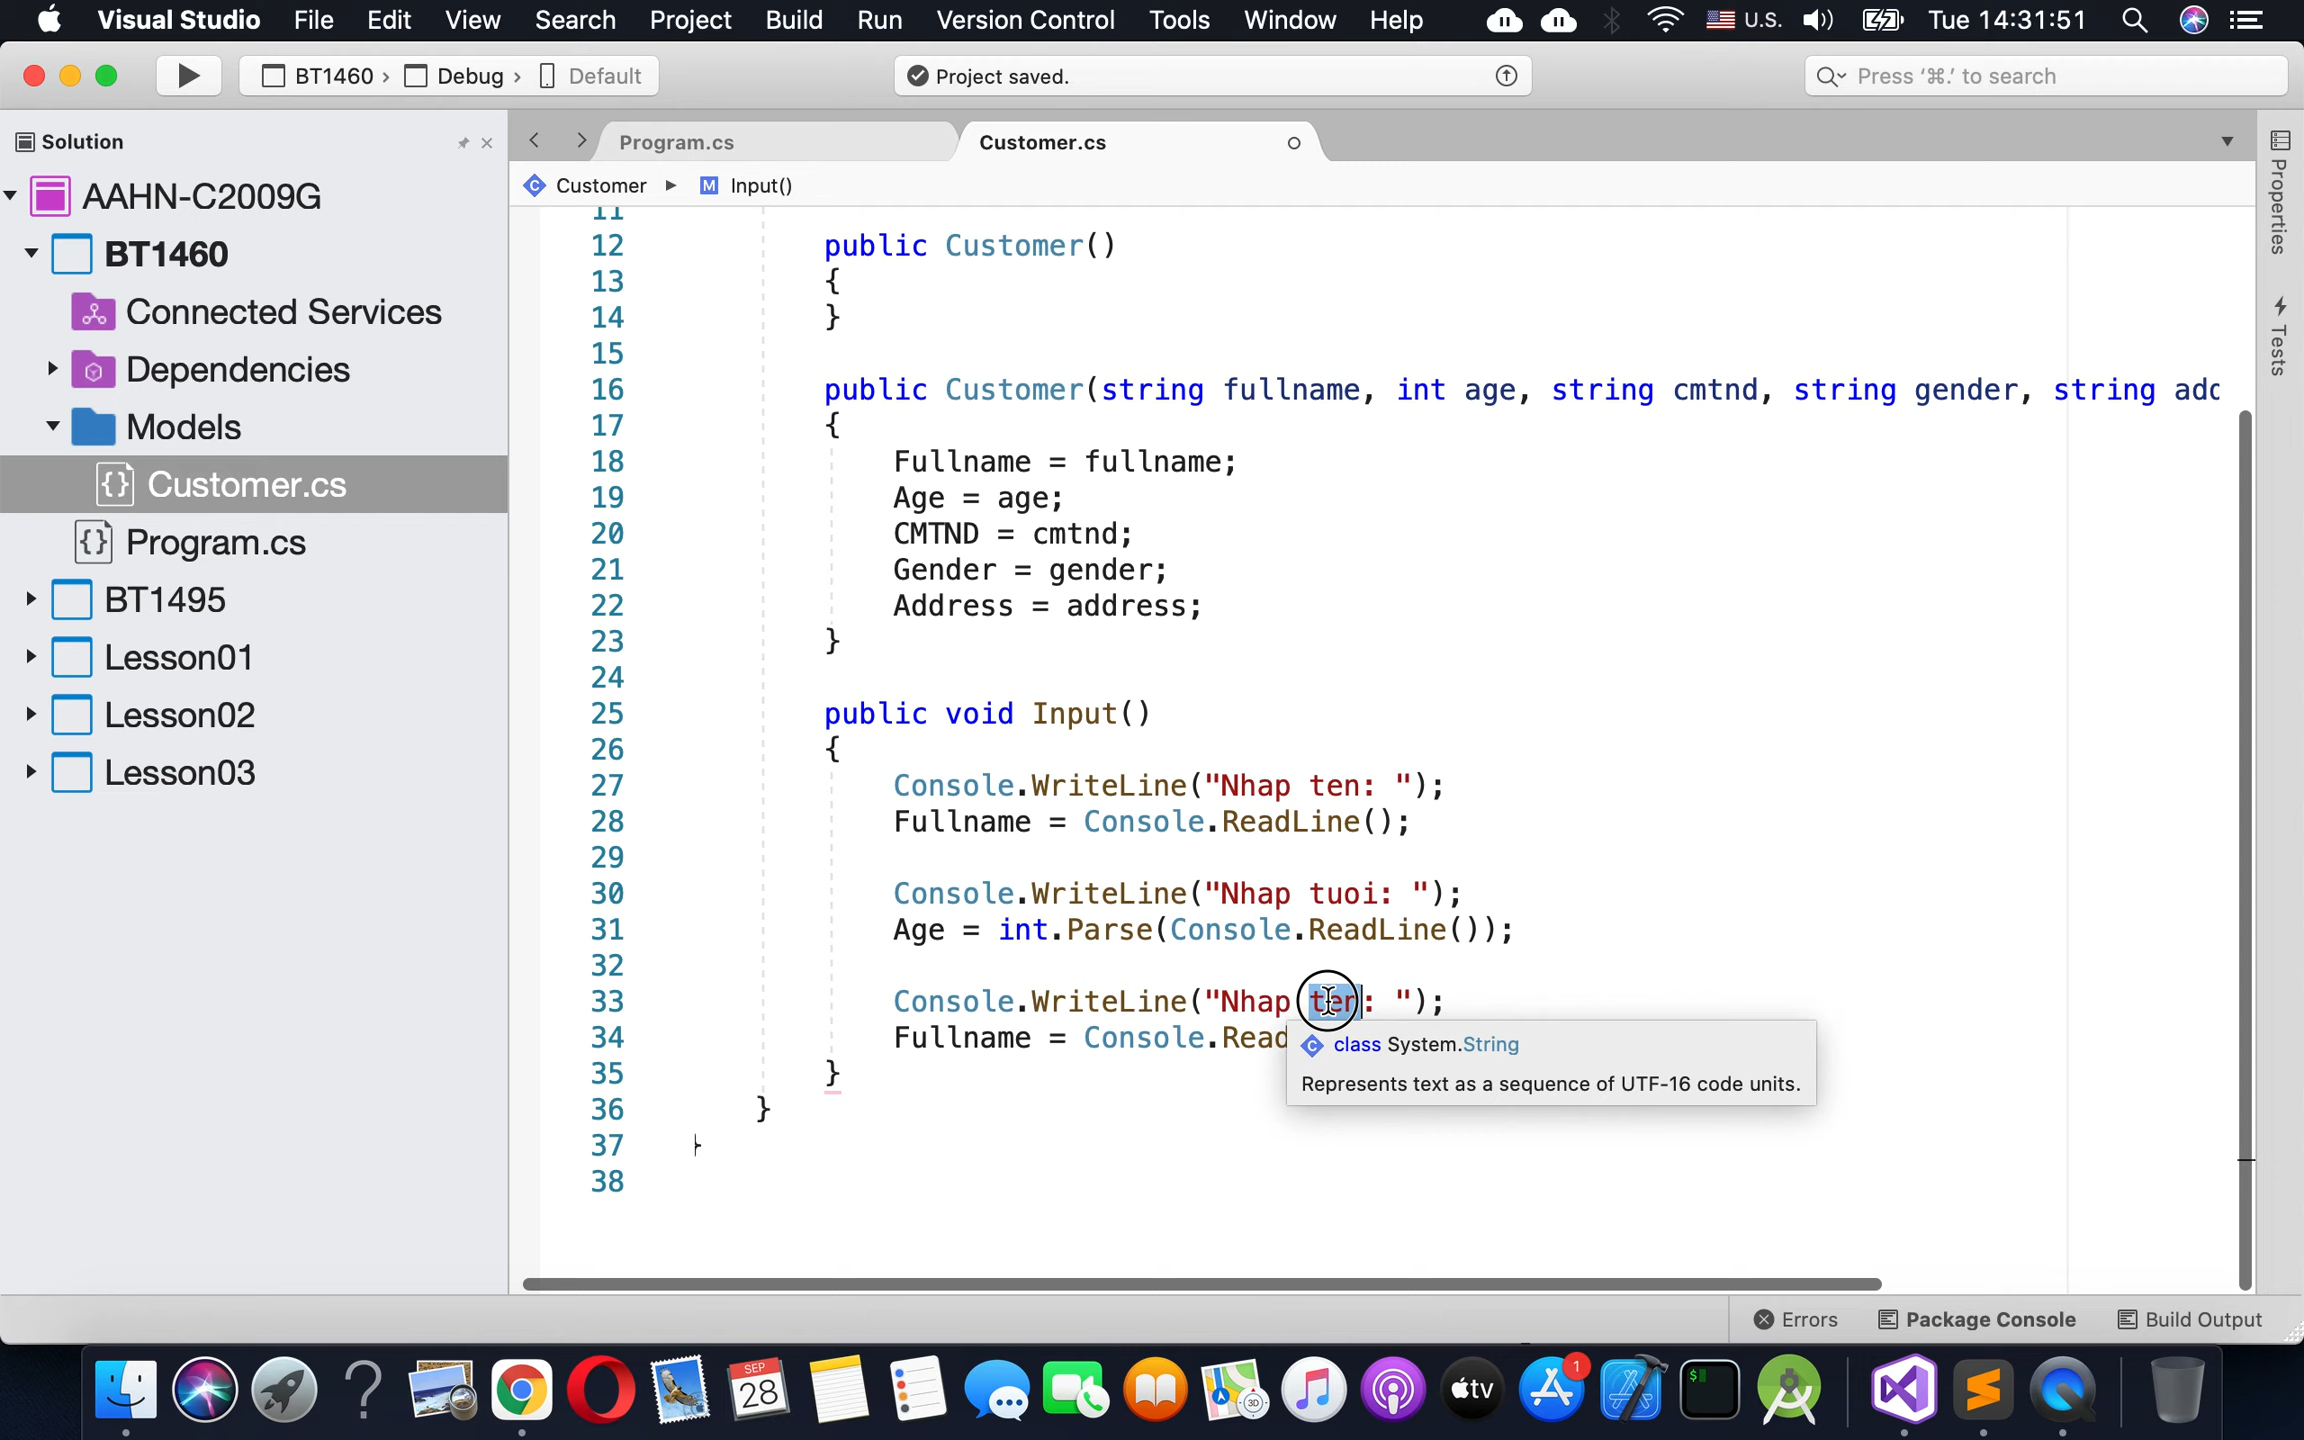 Visual Studio File Edit View Search Project Build Run Version Control Tools Window Help U.S. Tue 14:31:51
BT1460 › Debug › Default
Project saved.
Press ‘⌘.’ to search
Solution
AAHN-C2009G
BT1460
Connected Services
Dependencies
Models
{} Customer.cs
{} Program.cs
BT1495
Lesson01
Lesson02
Lesson03
Program.cs
Customer.cs
Customer ▶ M Input()
11
12 public Customer()
13 {
14 }
15
16 public Customer(string fullname, int age, string cmtnd, string gender, string add
17 {
18 Fullname = fullname;
19 Age = age;
20 CMTND = cmtnd;
21 Gender = gender;
22 Address = address;
23 }
24
25 public void Input()
26 {
27 Console.WriteLine("Nhap ten: ");
28 Fullname = Console.ReadLine();
29
30 Console.WriteLine("Nhap tuoi: ");
31 Age = int.Parse(Console.ReadLine());
32
33 Console.WriteLine("Nhap ten: ");
34 Fullname = Console.Read
35 }
36 }
37 }
38
class System.String
Represents text as a sequence of UTF-16 code units.
Properties
Tests
Errors
Package Console
Build Output
SEP
28
3D
tv
1
$